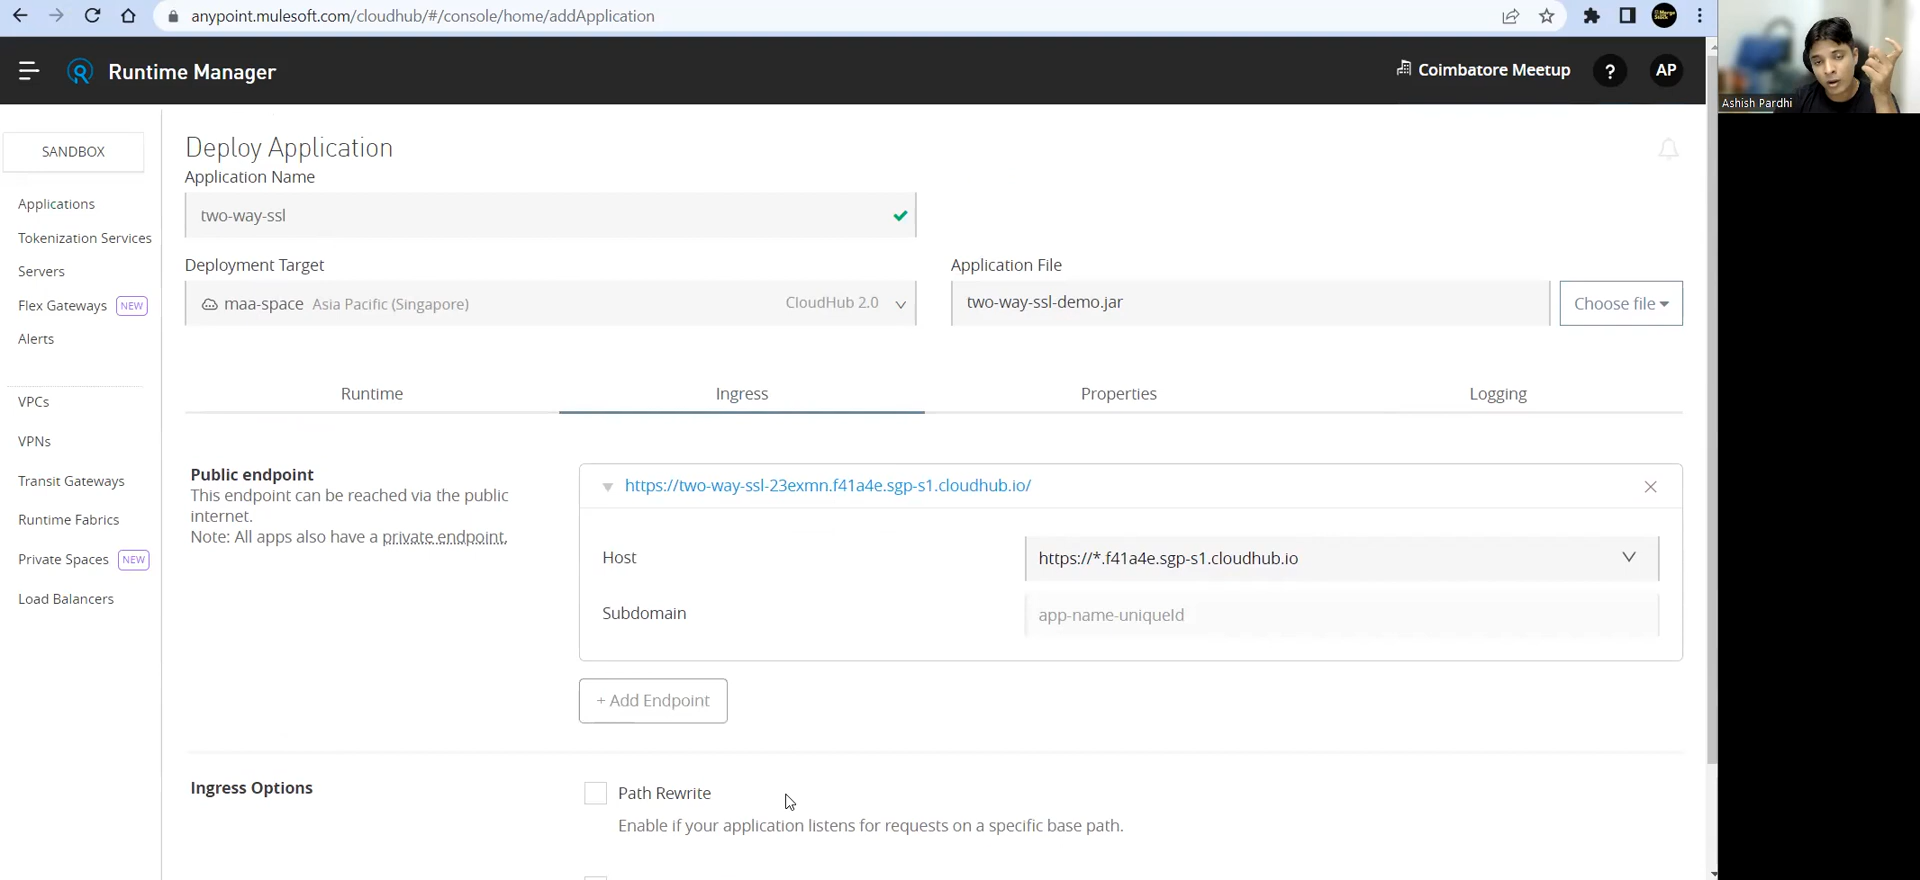 anypoint.mulesoft.com/cloudhub/#/console/home/addApplication
Runtime Manager
Coimbatore Meetup
?
AP
Ashish Pardhi
SANDBOX
Applications
Tokenization Services
Servers
Flex Gateways NEW
Alerts
VPCs
VPNs
Transit Gateways
Runtime Fabrics
Private Spaces NEW
Load Balancers
Deploy Application
Application Name
two-way-ssl
Deployment Target
maa-space Asia Pacific (Singapore) CloudHub 2.0
Application File
two-way-ssl-demo.jar
Choose file
Runtime
Ingress
Properties
Logging
Public endpoint
This endpoint can be reached via the public
internet.
Note: All apps also have a private endpoint.
https://two-way-ssl-23exmn.f41a4e.sgp-s1.cloudhub.io/
Host
https://*.f41a4e.sgp-s1.cloudhub.io
Subdomain
app-name-uniqueId
+ Add Endpoint
Ingress Options
Path Rewrite
Enable if your application listens for requests on a specific base path.